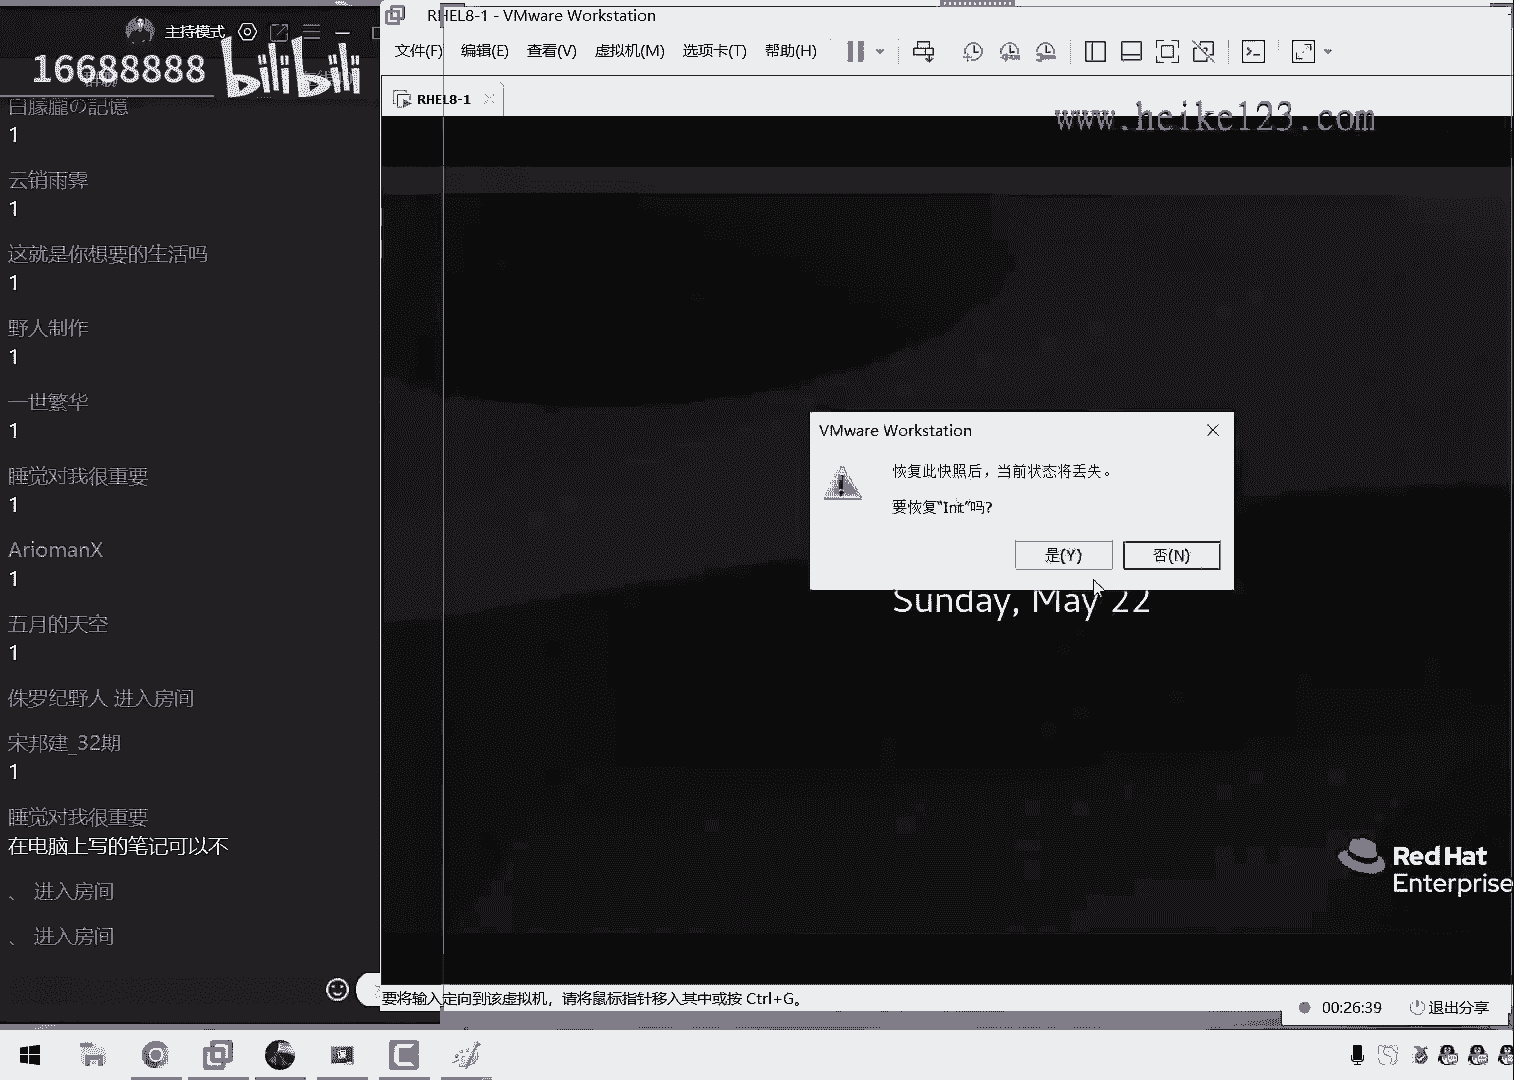 主持模式
16688888
bilibili
白朦朧の記憶
1
云销雨霁
1
这就是你想要的生活吗
1
野人制作
1
一世繁华
1
睡觉对我很重要
1
AriomanX
1
五月的天空
1
侏罗纪野人 进入房间
宋邦建_32期
1
睡觉对我很重要
在电脑上写的笔记可以不
、 进入房间
、 进入房间
RHEL8-1 - VMware Workstation
文件(F) 编辑(E) 查看(V) 虚拟机(M) 选项卡(T) 帮助(H)
RHEL8-1
www.heike123.com
VMware Workstation
恢复此快照后，当前状态将丢失。
要恢复"Init"吗?
是(Y) 否(N)
Sunday, May 22
Red Hat
Enterprise
要将输入定向到该虚拟机，请将鼠标指针移入其中或按 Ctrl+G。
00:26:39 退出分享